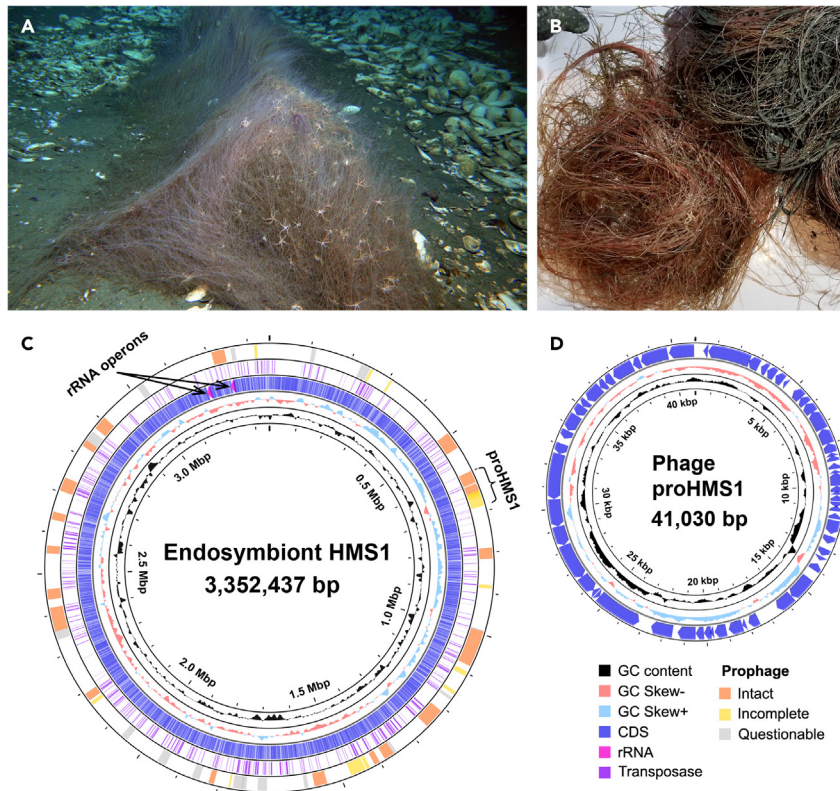 A
B
C
rRNA operons
proHMS1
0.5 Mbp
1.0 Mbp
1.5 Mbp
2.0 Mbp
2.5 Mbp
3.0 Mbp
Endosymbiont HMS1
3,352,437 bp
D
5 kbp
10 kbp
15 kbp
20 kbp
25 kbp
30 kbp
35 kbp
40 kbp
Phage
proHMS1
41,030 bp
GC content
GC Skew-
GC Skew+
CDS
rRNA
Transposase
Prophage
Intact
Incomplete
Questionable